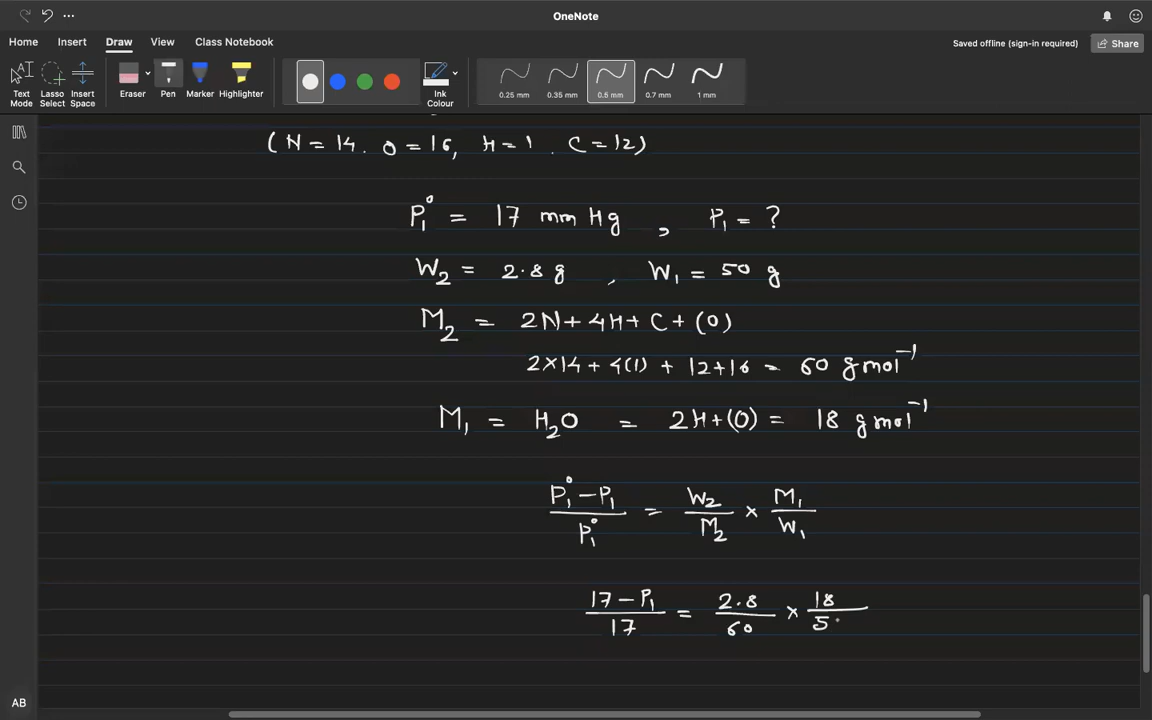 OneNote
Home Insert Draw View Class Notebook
Saved offline (sign-in required) Share
Text Mode Lasso Select Insert Space Eraser Pen Marker Highlighter Ink Colour 0.25 mm 0.35 mm 0.5 mm 0.7 mm 1 mm
(N = 14. O = 16, H = 1. C = 12)
P₁° = 17 mm Hg , P₁ = ?
W₂ = 2.8 g , W₁ = 50 g
M₂ = 2N + 4H + C + (O)
2×14 + 4(1) + 12+16 = 60 g mol⁻¹
M₁ = H₂O = 2H + (O) = 18 g mol⁻¹
(P₁° − P₁)/P₁° = W₂/M₂ × M₁/W₁
(17 − P₁)/17 = 2.8/60 × 18/5
AB